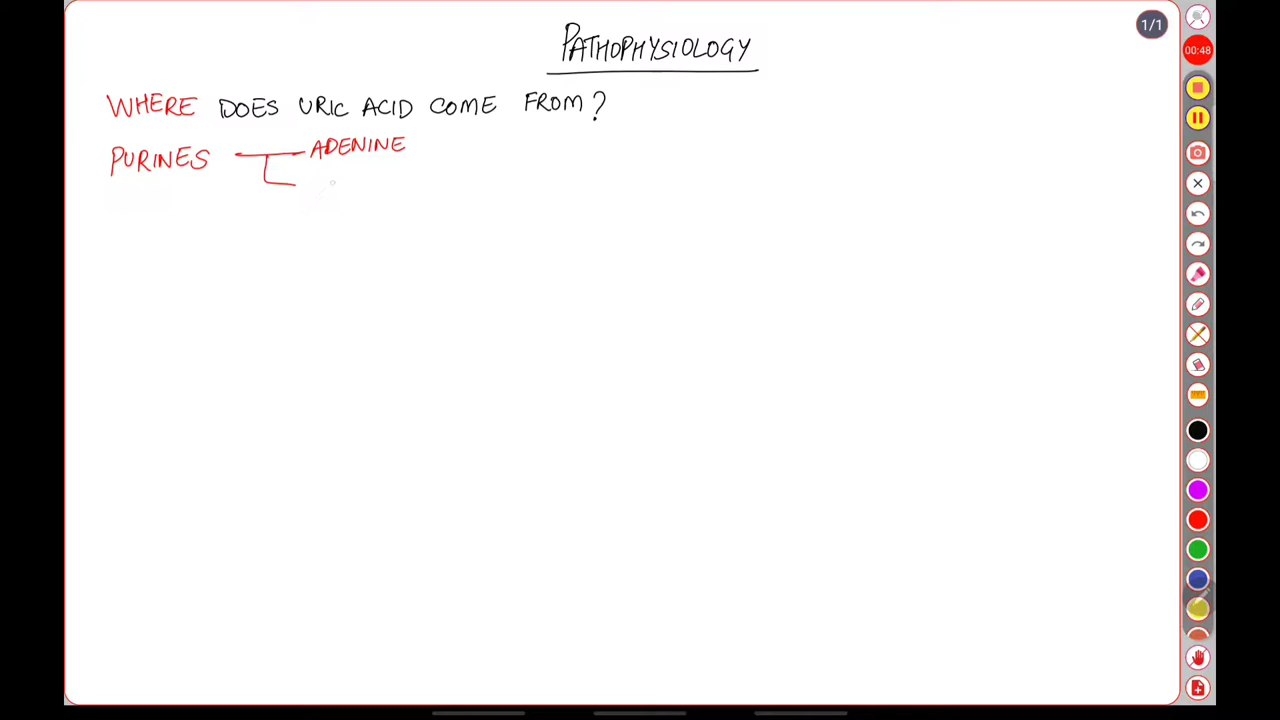 PATHOPHYSIOLOGY
1/1
00:48
WHERE DOES URIC ACID COME FROM?
PURINES ADENINE